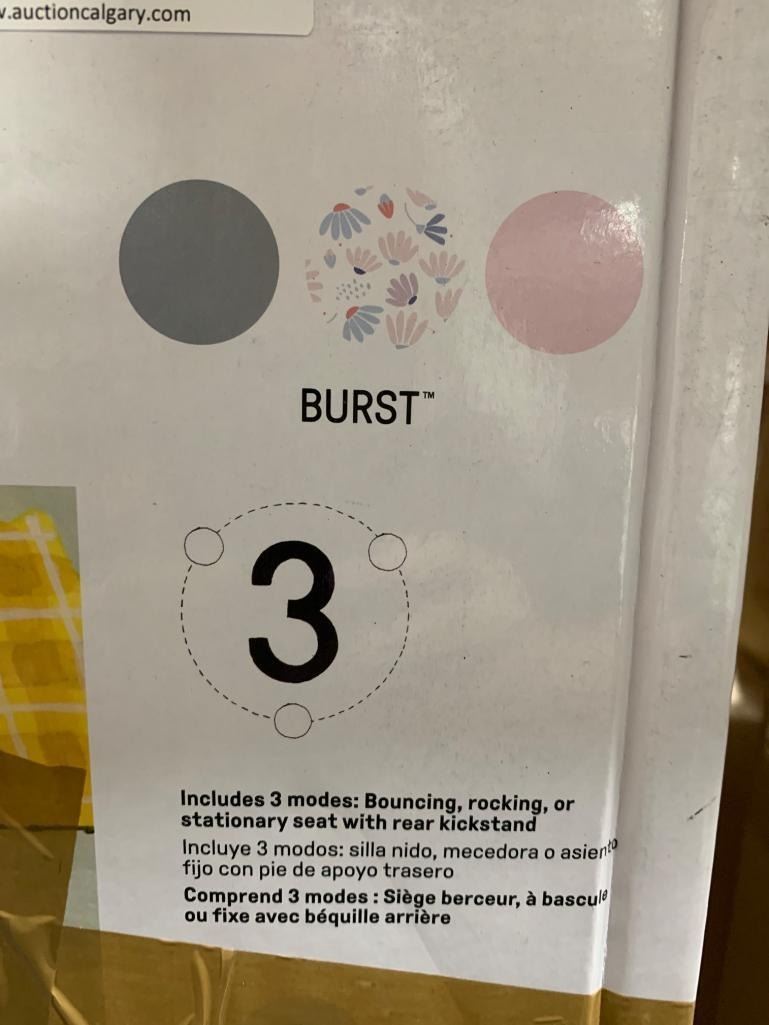 v.auctioncalgary.com
BURST™
3
Includes 3 modes: Bouncing, rocking, or
stationary seat with rear kickstand
Incluye 3 modos: silla nido, mecedora o asiento
fijo con pie de apoyo trasero
Comprend 3 modes : Siège berceur, à bascule
ou fixe avec béquille arrière